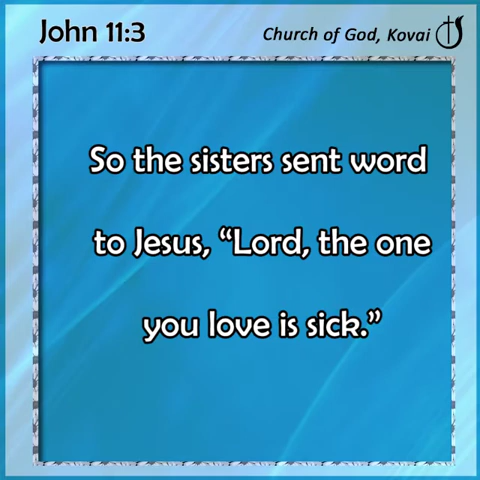 John 11:3
Church of God, Kovai
So the sisters sent word
to Jesus, “Lord, the one
you love is sick.”